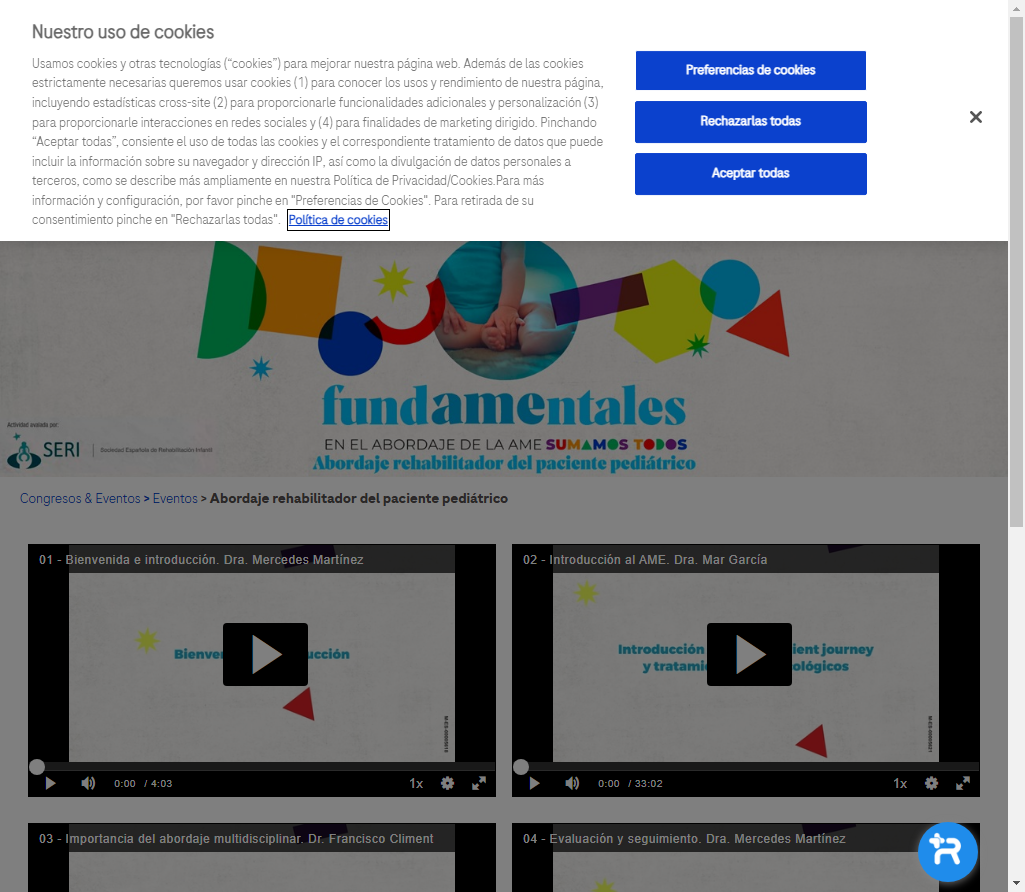 Nuestro uso de cookies
Usamos cookies y otras tecnologías (“cookies”) para mejorar nuestra página web. Además de las cookies
estrictamente necesarias queremos usar cookies (1) para conocer los usos y rendimiento de nuestra página,
incluyendo estadísticas cross-site (2) para proporcionarle funcionalidades adicionales y personalización (3)
para proporcionarle interacciones en redes sociales y (4) para finalidades de marketing dirigido. Pinchando
“Aceptar todas”, consiente el uso de todas las cookies y el correspondiente tratamiento de datos que puede
incluir la información sobre su navegador y dirección IP, así como la divulgación de datos personales a
terceros, como se describe más ampliamente en nuestra Política de Privacidad/Cookies.Para más
información y configuración, por favor pinche en "Preferencias de Cookies". Para retirada de su
consentimiento pinche en "Rechazarlas todas". Política de cookies
Preferencias de cookies
Rechazarlas todas
Aceptar todas
fundamentales
EN EL ABORDAJE DE LA AME SUMAMOS TODOS
Abordaje rehabilitador del paciente pediátrico
Actividad avalada por:
SERI
Sociedad Española de Rehabilitación Infantil
Congresos & Eventos > Eventos > Abordaje rehabilitador del paciente pediátrico
01 - Bienvenida e introducción. Dra. Mercedes Martínez
0:00 / 4:03
1x
02 - Introducción al AME. Dra. Mar García
Introducción
ient journey
ológicos
0:00 / 33:02
1x
03 - Importancia del abordaje multidisciplinar. Dr. Francisco Climent
04 - Evaluación y seguimiento. Dra. Mercedes Martínez